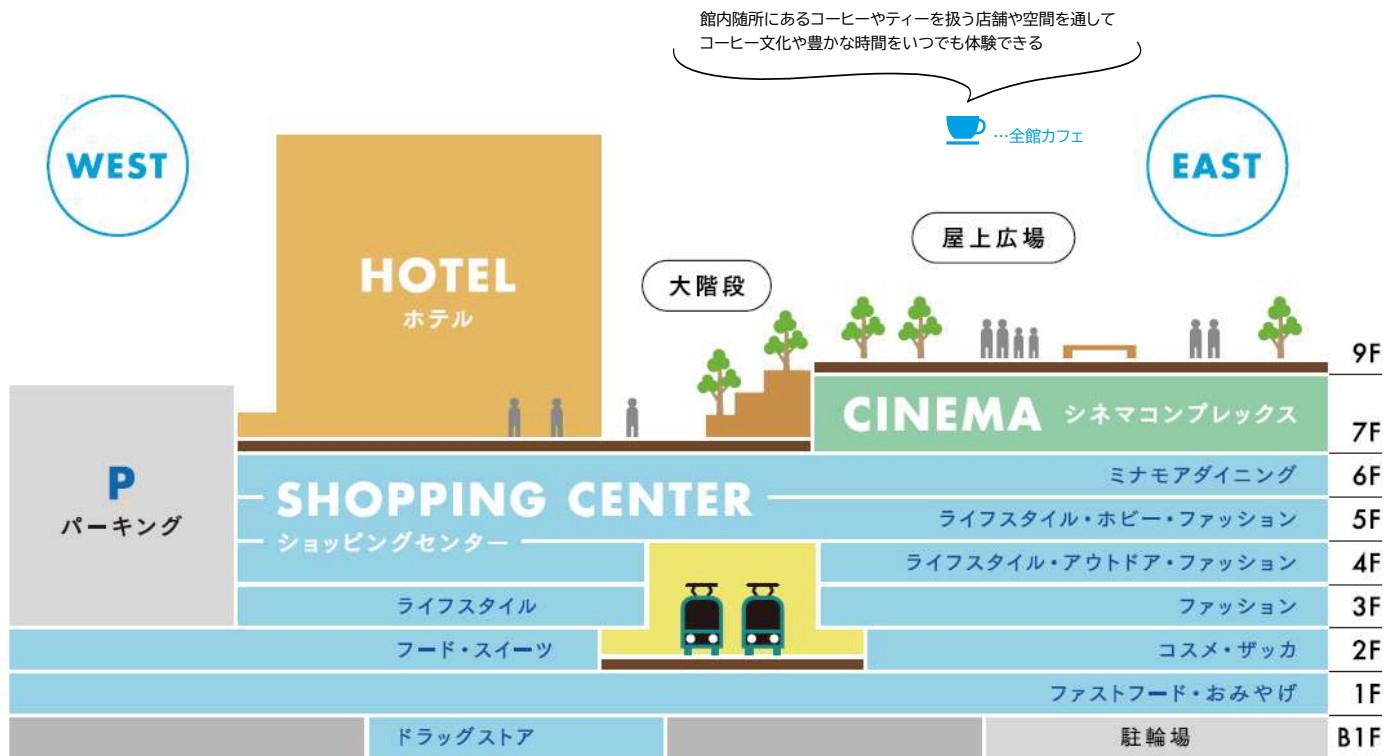 館内随所にあるコーヒーやティーを扱う店舗や空間を通して
コーヒー文化や豊かな時間をいつでも体験できる
…全館カフェ
WEST
EAST
屋上広場
大階段
HOTEL
ホテル
9F
CINEMA シネマコンプレックス
7F
P
パーキング
SHOPPING CENTER
ショッピングセンター
ミナモアダイニング 6F
ライフスタイル・ホビー・ファッション 5F
ライフスタイル・アウトドア・ファッション 4F
ライフスタイル ファッション 3F
フード・スイーツ コスメ・ザッカ 2F
ファストフード・おみやげ 1F
ドラッグストア 駐輪場 B1F